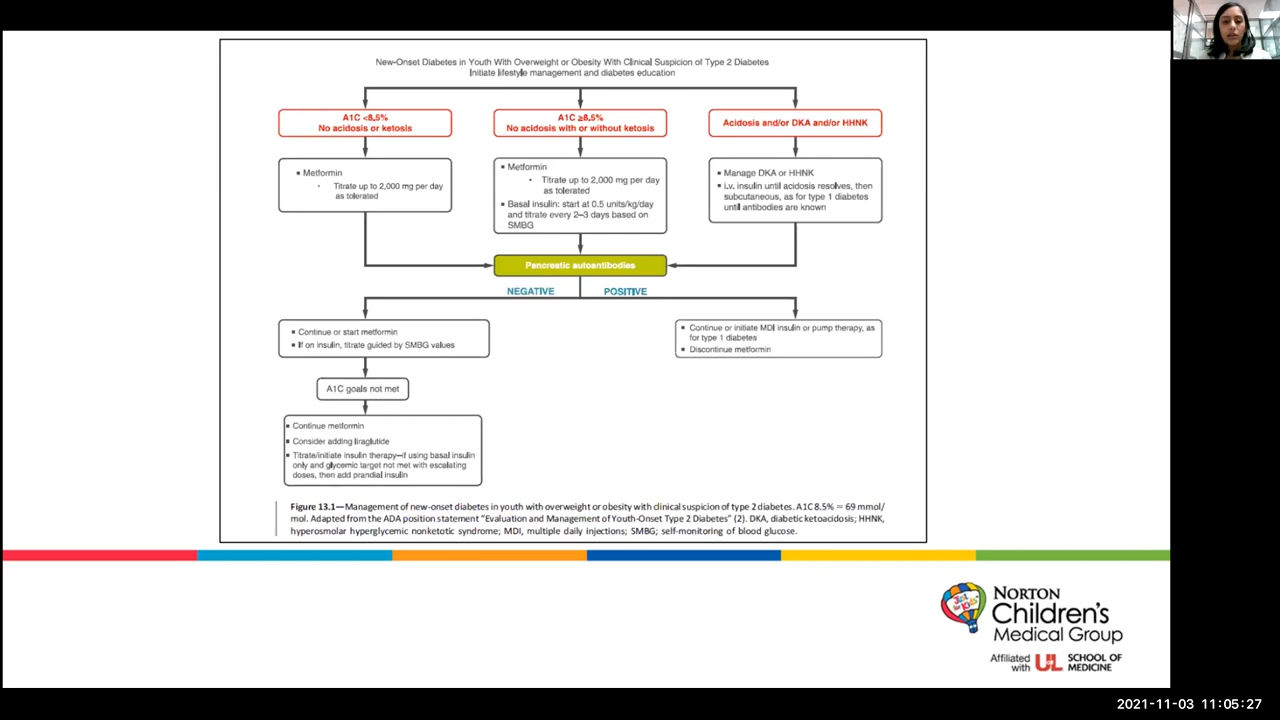 New-Onset Diabetes in Youth With Overweight or Obesity With Clinical Suspicion of Type 2 Diabetes
Initiate lifestyle management and diabetes education
A1C <8.5%
No acidosis or ketosis
A1C ≥8.5%
No acidosis with or without ketosis
Acidosis and/or DKA and/or HHNK
▪ Metformin
• Titrate up to 2,000 mg per day
as tolerated
▪ Metformin
• Titrate up to 2,000 mg per day
as tolerated
▪ Basal insulin: start at 0.5 units/kg/day
and titrate every 2–3 days based on
SMBG
▪ Manage DKA or HHNK
▪ i.v. insulin until acidosis resolves, then
subcutaneous, as for type 1 diabetes
until antibodies are known
Pancreatic autoantibodies
NEGATIVE
POSITIVE
▪ Continue or start metformin
▪ If on insulin, titrate guided by SMBG values
▪ Continue or initiate MDI insulin or pump therapy, as
for type 1 diabetes
▪ Discontinue metformin
A1C goals not met
▪ Continue metformin
▪ Consider adding liraglutide
▪ Titrate/initiate insulin therapy—if using basal insulin
only and glycemic target not met with escalating
doses, then add prandial insulin
Figure 13.1—Management of new-onset diabetes in youth with overweight or obesity with clinical suspicion of type 2 diabetes. A1C 8.5% = 69 mmol/
mol. Adapted from the ADA position statement “Evaluation and Management of Youth-Onset Type 2 Diabetes” (2). DKA, diabetic ketoacidosis; HHNK,
hyperosmolar hyperglycemic nonketotic syndrome; MDI, multiple daily injections; SMBG; self-monitoring of blood glucose.
Just for Kids
NORTON
Children's
Medical Group
Affiliated
with
UL
SCHOOL OF
MEDICINE
2021-11-03 11:05:27